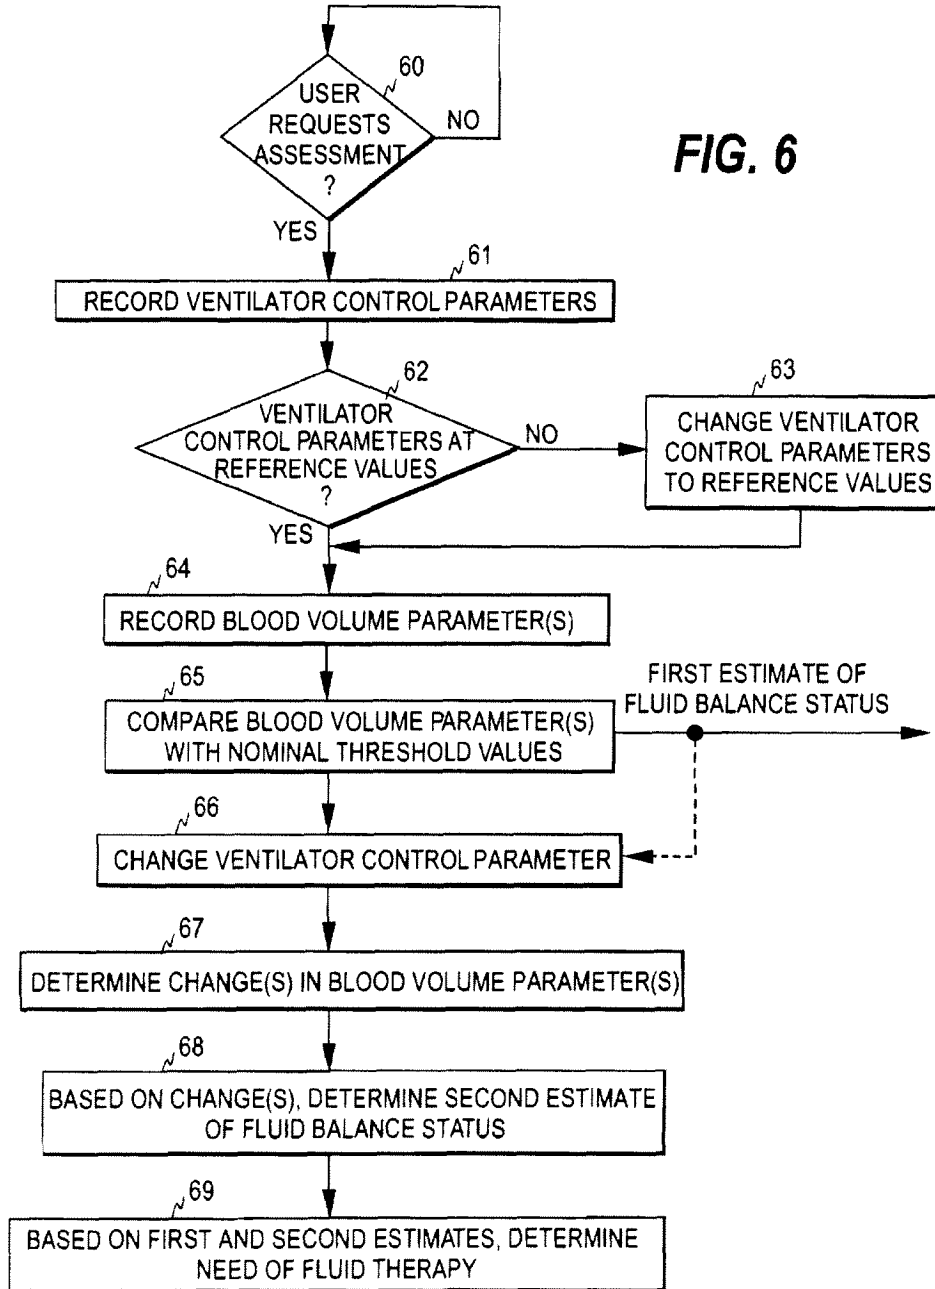 60
USER
REQUESTS
ASSESSMENT
?
NO
YES
FIG. 6
61
RECORD VENTILATOR CONTROL PARAMETERS
62
VENTILATOR
CONTROL PARAMETERS AT
REFERENCE VALUES
?
NO
YES
63
CHANGE VENTILATOR
CONTROL PARAMETERS
TO REFERENCE VALUES
64
RECORD BLOOD VOLUME PARAMETER(S)
65
COMPARE BLOOD VOLUME PARAMETER(S)
WITH NOMINAL THRESHOLD VALUES
FIRST ESTIMATE OF
FLUID BALANCE STATUS
66
CHANGE VENTILATOR CONTROL PARAMETER
67
DETERMINE CHANGE(S) IN BLOOD VOLUME PARAMETER(S)
68
BASED ON CHANGE(S), DETERMINE SECOND ESTIMATE
OF FLUID BALANCE STATUS
69
BASED ON FIRST AND SECOND ESTIMATES, DETERMINE
NEED OF FLUID THERAPY